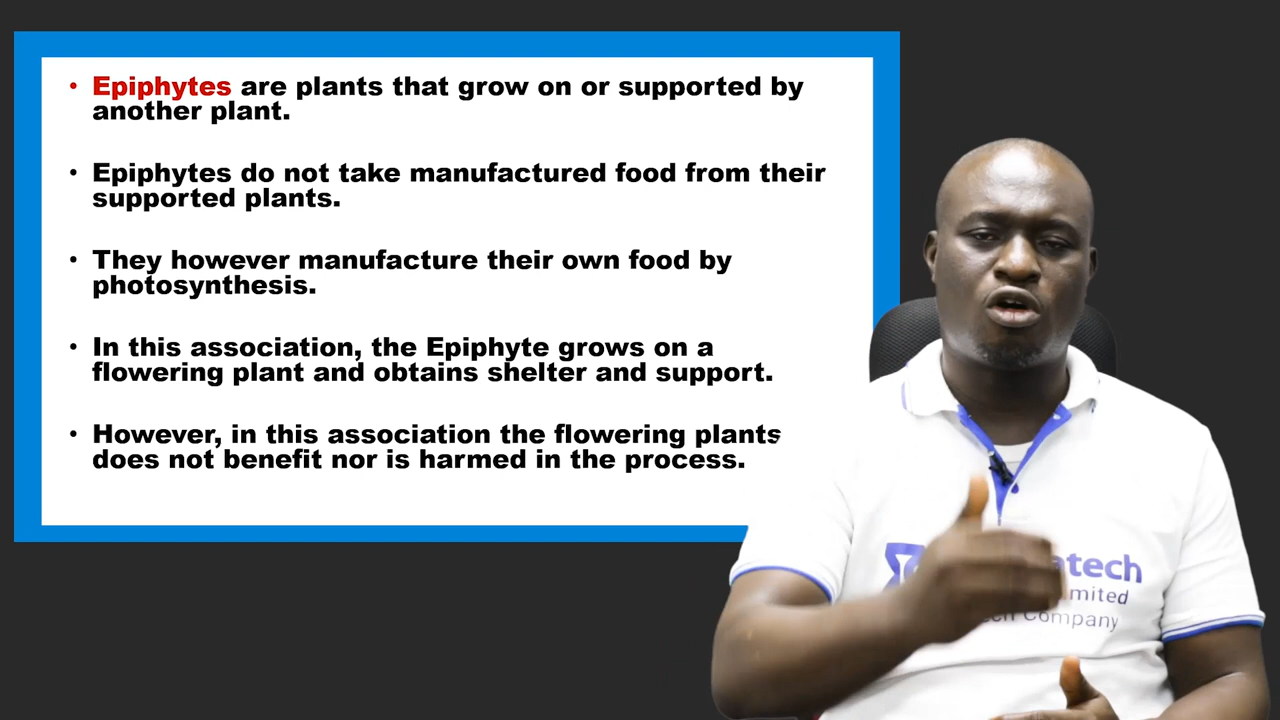 • Epiphytes are plants that grow on or supported by
another plant.
• Epiphytes do not take manufactured food from their
supported plants.
• They however manufacture their own food by
photosynthesis.
• In this association, the Epiphyte grows on a
flowering plant and obtains shelter and support.
• However, in this association the flowering plants
does not benefit nor is harmed in the process.
Company